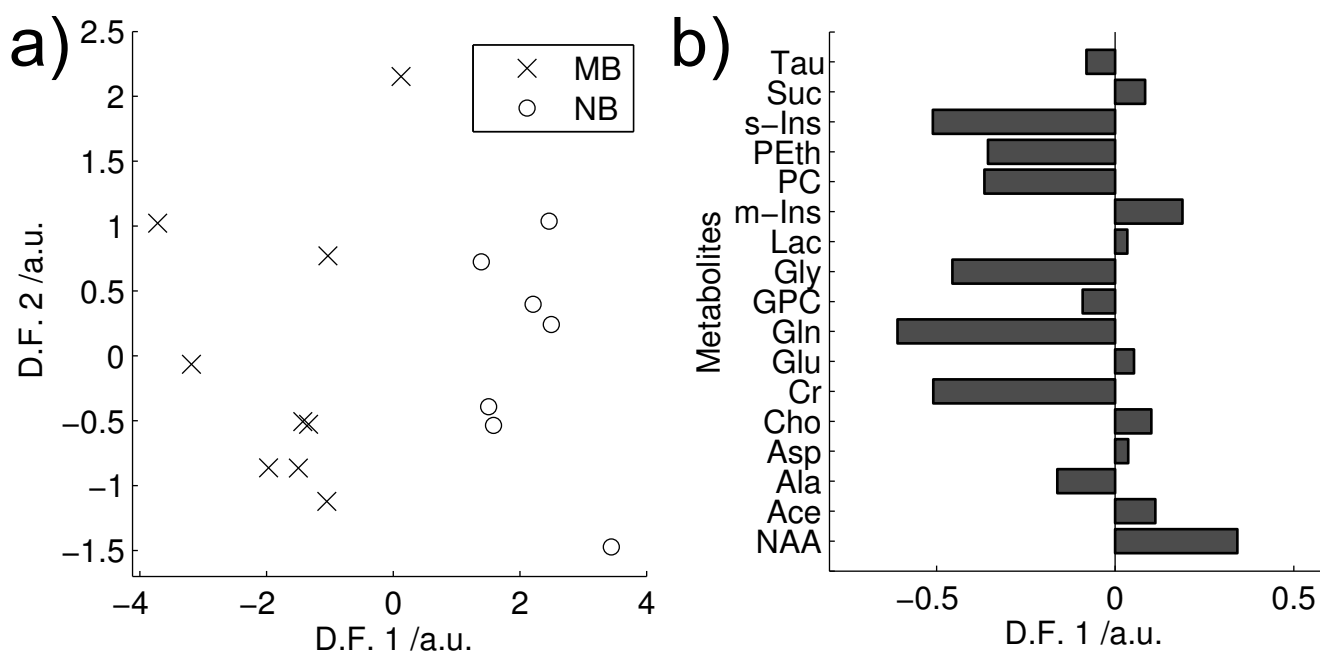 a)
2.5
2
1.5
1
0.5
0
−0.5
−1
−1.5
D.F. 2 /a.u.
MB
NB
−4
−2
0
2
4
D.F. 1 /a.u.
b)
Metabolites
Tau
Suc
s−Ins
PEth
PC
m−Ins
Lac
Gly
GPC
Gln
Glu
Cr
Cho
Asp
Ala
Ace
NAA
−0.5
0
0.5
D.F. 1 /a.u.